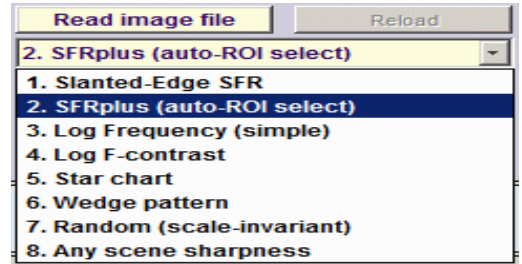 Read image file Reload
2. SFRplus (auto-ROI select)
1. Slanted-Edge SFR
2. SFRplus (auto-ROI select)
3. Log Frequency (simple)
4. Log F-contrast
5. Star chart
6. Wedge pattern
7. Random (scale-invariant)
8. Any scene sharpness